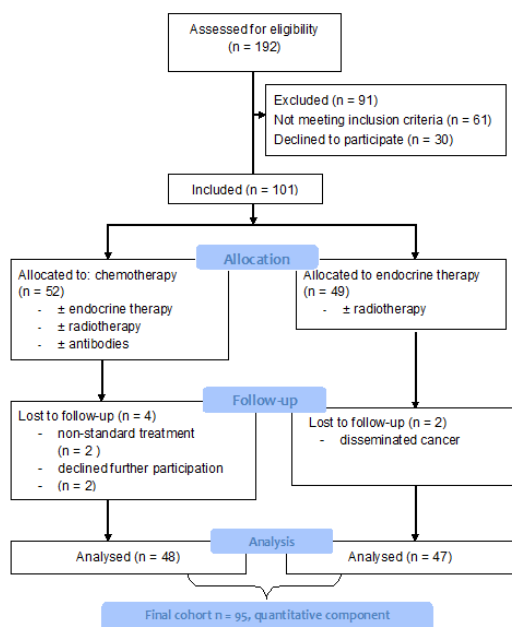 Assessed for eligibility
(n = 192)
Excluded (n = 91)
Not meeting inclusion criteria (n = 61)
Declined to participate (n = 30)
Included (n = 101)
Allocation
Allocated to: chemotherapy
(n = 52)
- ± endocrine therapy
- ± radiotherapy
- ± antibodies
Allocated to endocrine therapy
(n = 49)
- ± radiotherapy
Follow-up
Lost to follow-up (n = 4)
- non-standard treatment
(n = 2 )
- declined further participation
- (n = 2)
Lost to follow-up (n = 2)
- disseminated cancer
Analysis
Analysed (n = 48)
Analysed (n = 47)
Final cohort n = 95, quantitative component